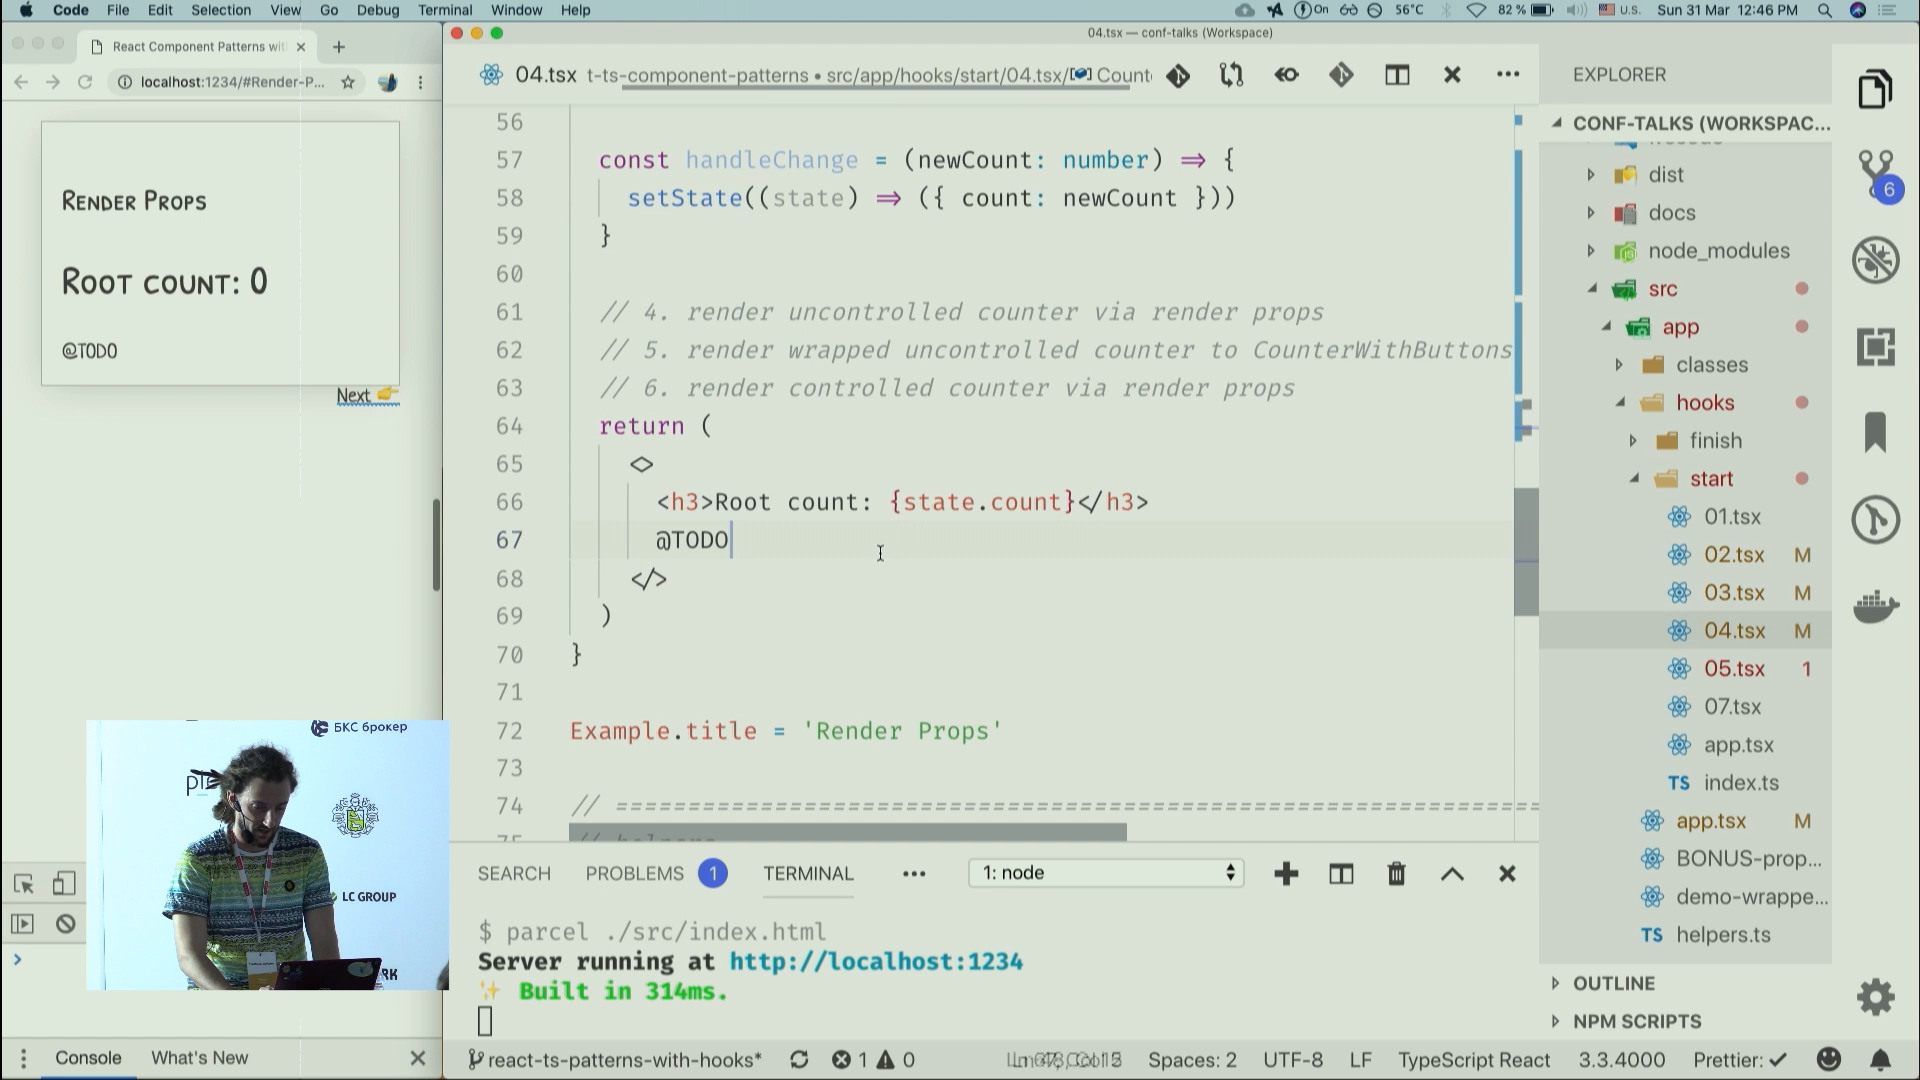 Code File Edit Selection View Go Debug Terminal Window Help
On 56°C 82 % U.S. Sun 31 Mar 12:46 PM
React Component Patterns wit
localhost:1234/#Render-P...
Render Props
Root count: 0
@TODO
Next 👉
04.tsx — conf-talks (Workspace)
04.tsx t-ts-component-patterns • src/app/hooks/start/04.tsx/ Count
56
57 const handleChange = (newCount: number) ⇒ {
58 setState((state) ⇒ ({ count: newCount }))
59 }
60
61 // 4. render uncontrolled counter via render props
62 // 5. render wrapped uncontrolled counter to CounterWithButtons
63 // 6. render controlled counter via render props
64 return (
65 <>
66 <h3>Root count: {state.count}</h3>
67 @TODO
68 </>
69 )
70 }
71
72 Example.title = 'Render Props'
73
74 // ================================================================
EXPLORER
CONF-TALKS (WORKSPAC...
dist
docs
node_modules
src
app
classes
hooks
finish
start
01.tsx
02.tsx M
03.tsx M
04.tsx M
05.tsx 1
07.tsx
app.tsx
TS index.ts
app.tsx M
BONUS-prop...
demo-wrappe...
TS helpers.ts
OUTLINE
NPM SCRIPTS
6
SEARCH PROBLEMS 1 TERMINAL ••• 1: node
$ parcel ./src/index.html
Server running at http://localhost:1234
✨ Built in 314ms.
БКС брокер
LC GROUP
Console What's New
react-ts-patterns-with-hooks* 1 0 Spaces: 2 UTF-8 LF TypeScript React 3.3.4000 Prettier: ✓